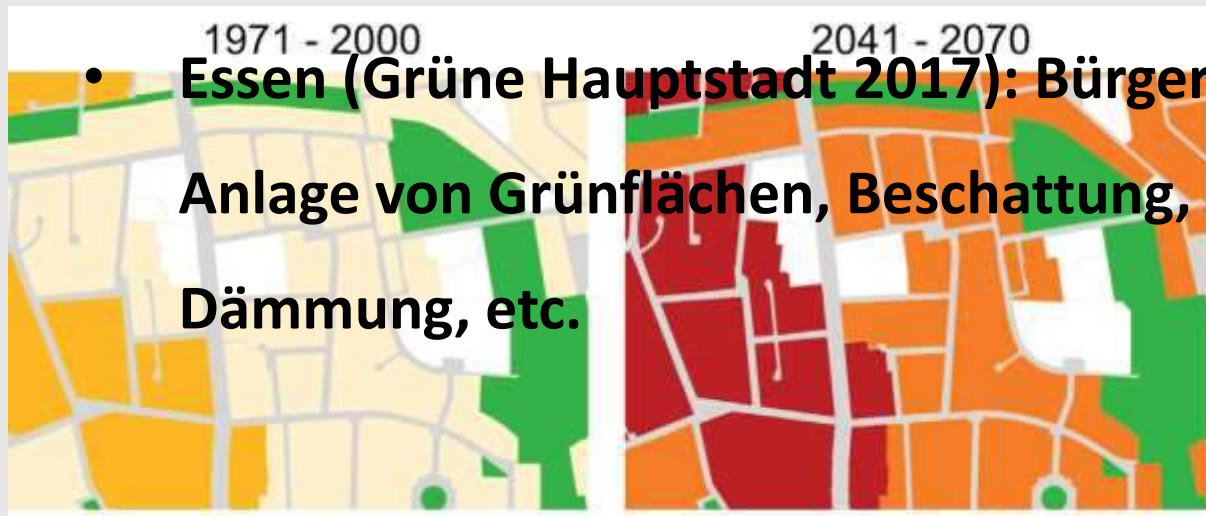 1971 - 2000
2041 - 2070
• Essen (Grüne Hauptstadt 2017): Bürger
Anlage von Grünflächen, Beschattung,
Dämmung, etc.